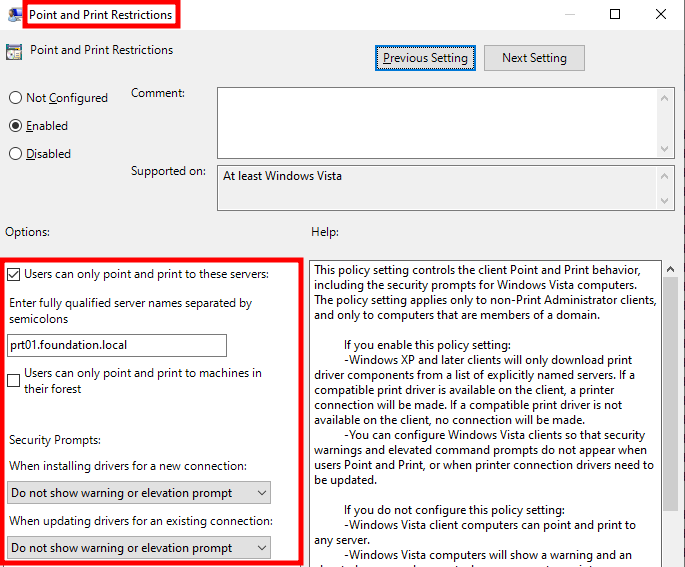 Point and Print Restrictions
Point and Print Restrictions
Previous Setting
Next Setting
Not Configured
Comment:
Enabled
Disabled
Supported on:
At least Windows Vista
Options:
Help:
Users can only point and print to these servers:
Enter fully qualified server names separated by
semicolons
prt01.foundation.local
Users can only point and print to machines in
their forest
Security Prompts:
When installing drivers for a new connection:
Do not show warning or elevation prompt
When updating drivers for an existing connection:
Do not show warning or elevation prompt
This policy setting controls the client Point and Print behavior,
including the security prompts for Windows Vista computers.
The policy setting applies only to non-Print Administrator clients,
and only to computers that are members of a domain.
If you enable this policy setting:
-Windows XP and later clients will only download print
driver components from a list of explicitly named servers. If a
compatible print driver is available on the client, a printer
connection will be made. If a compatible print driver is not
available on the client, no connection will be made.
-You can configure Windows Vista clients so that security
warnings and elevated command prompts do not appear when
users Point and Print, or when printer connection drivers need to
be updated.
If you do not configure this policy setting:
-Windows Vista client computers can point and print to
any server.
-Windows Vista computers will show a warning and an